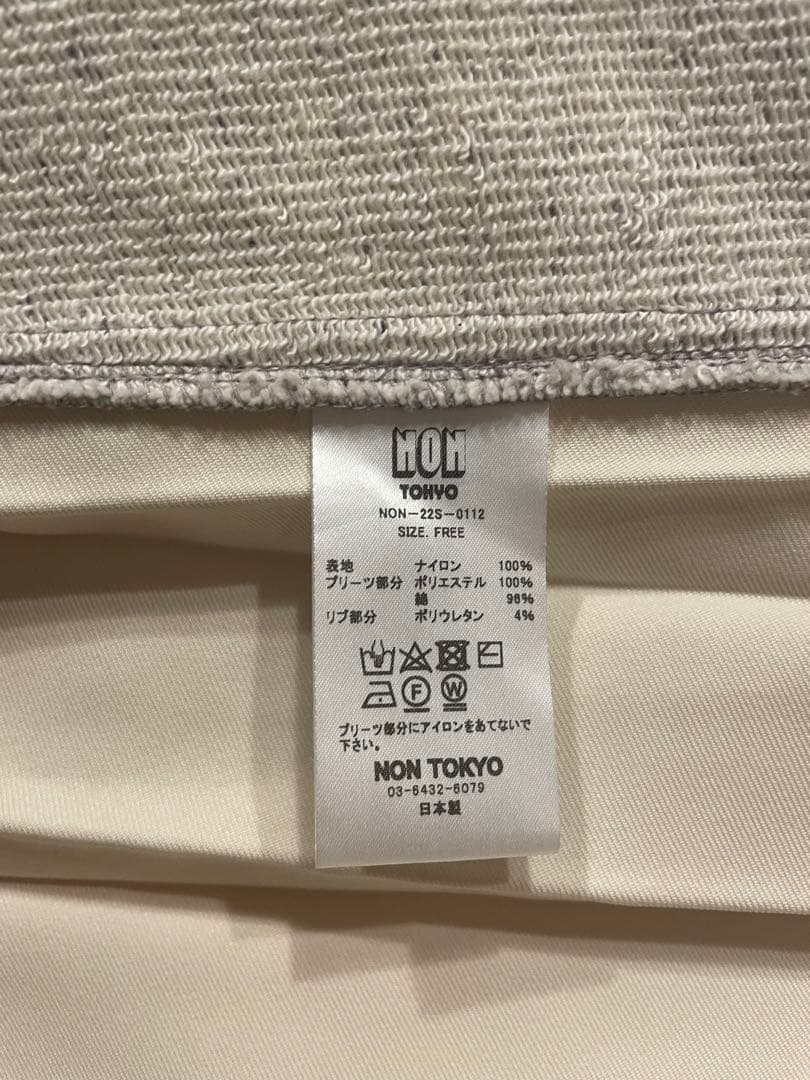 NON
TOKYO
NON-22S-0112
SIZE. FREE
表地 ナイロン 100%
プリーツ部分 ポリエステル 100%
綿 96%
リブ部分 ポリウレタン 4%
F W
プリーツ部分にアイロンをあてないで
下さい。
NON TOKYO
03-6432-6079
日本製